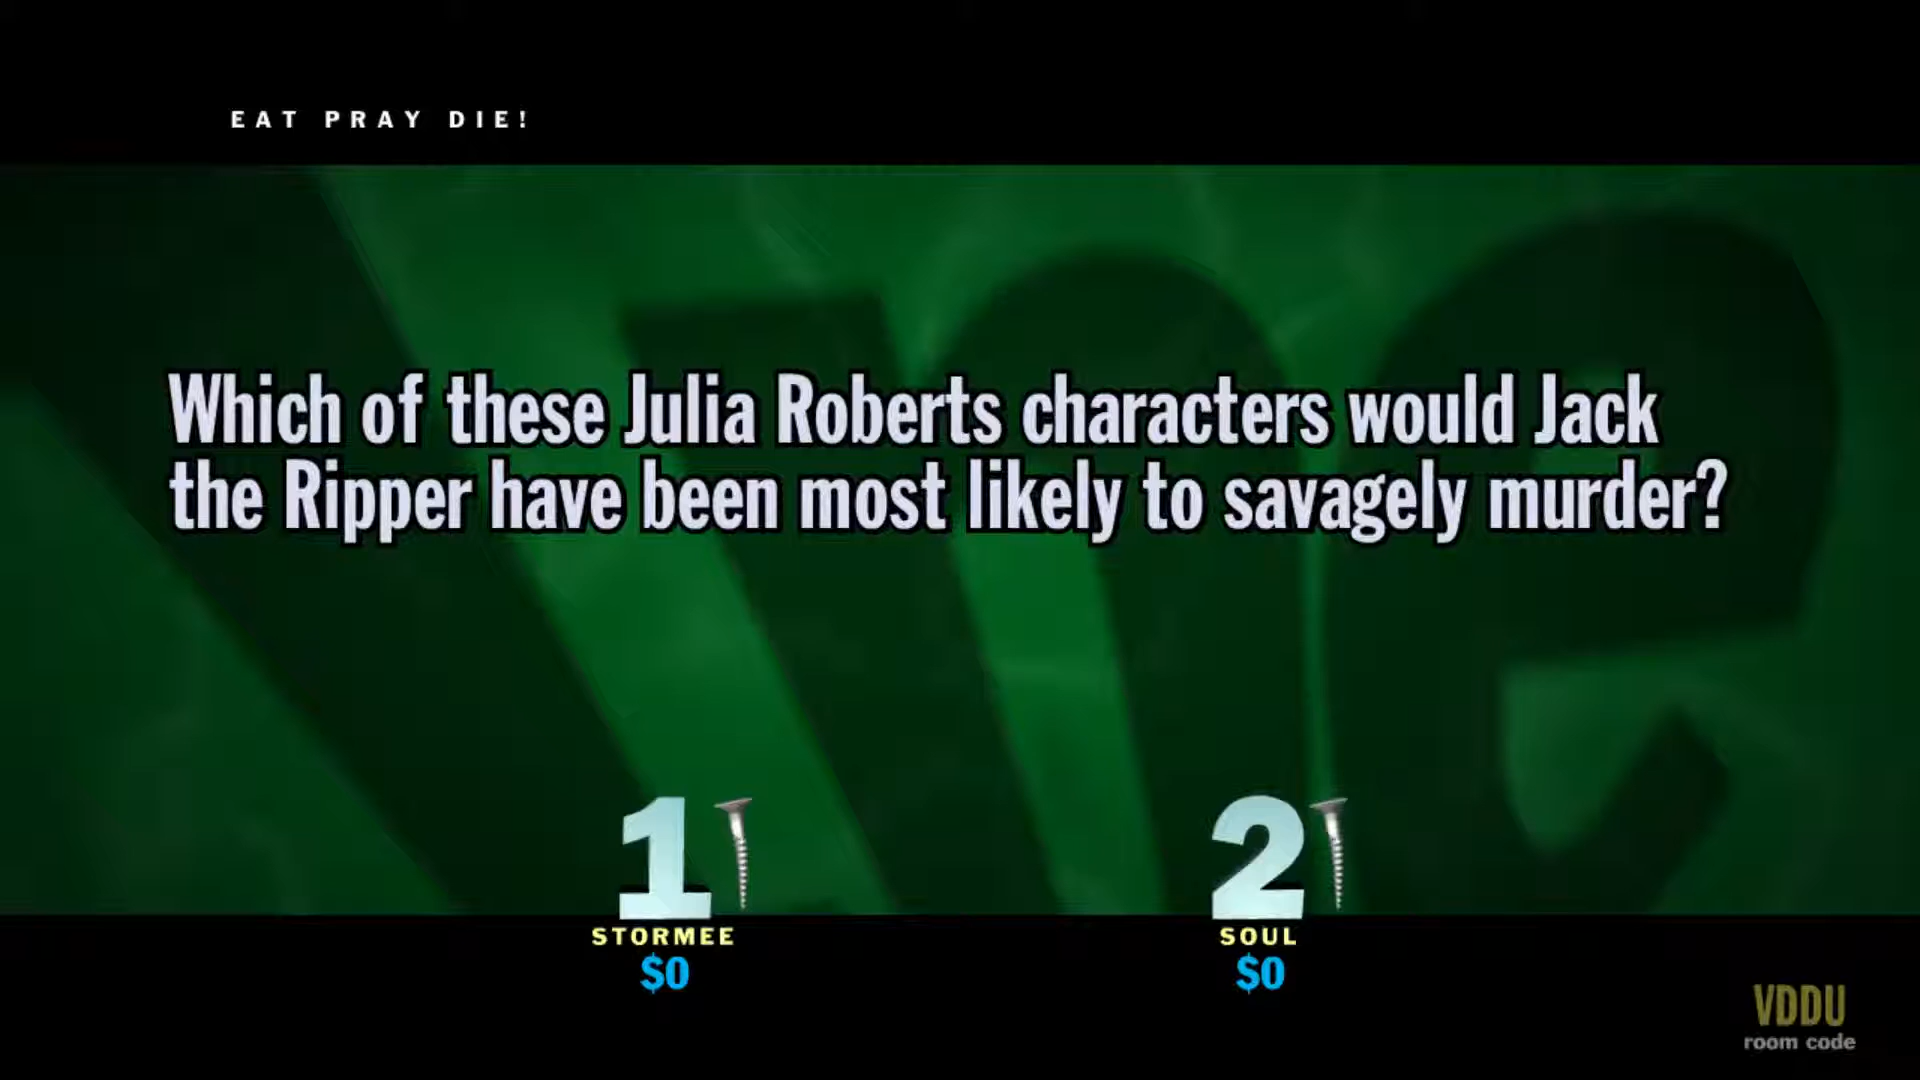 EAT PRAY DIE!
Which of these Julia Roberts characters would Jack
the Ripper have been most likely to savagely murder?
1
2
STORMEE
SOUL
$0
$0
VDDU
room code